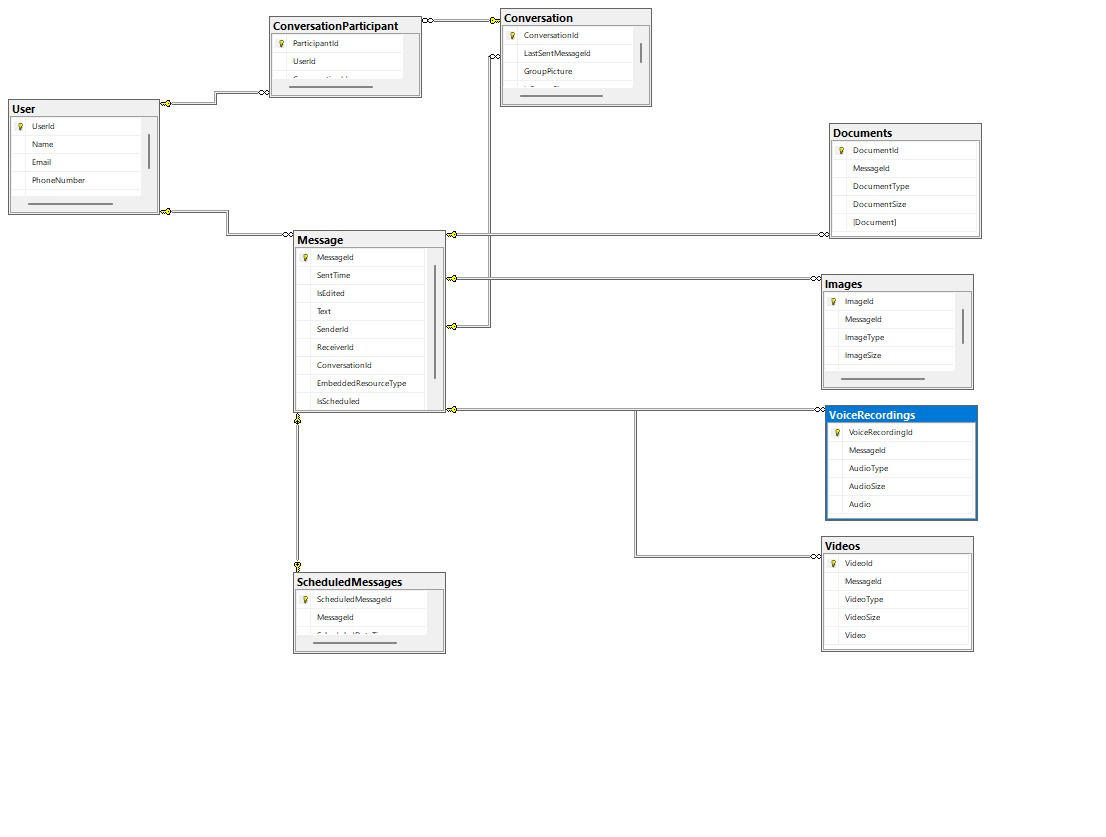 ConversationParticipant
ParticipantId
UserId
Conversation
ConversationId
LastSentMessageId
GroupPicture
User
UserId
Name
Email
PhoneNumber
Documents
DocumentId
MessageId
DocumentType
DocumentSize
[Document]
Message
MessageId
SentTime
IsEdited
Text
SenderId
ReceiverId
ConversationId
EmbeddedResourceType
IsScheduled
Images
ImageId
MessageId
ImageType
ImageSize
VoiceRecordings
VoiceRecordingId
MessageId
AudioType
AudioSize
Audio
Videos
VideoId
MessageId
VideoType
VideoSize
Video
ScheduledMessages
ScheduledMessageId
MessageId